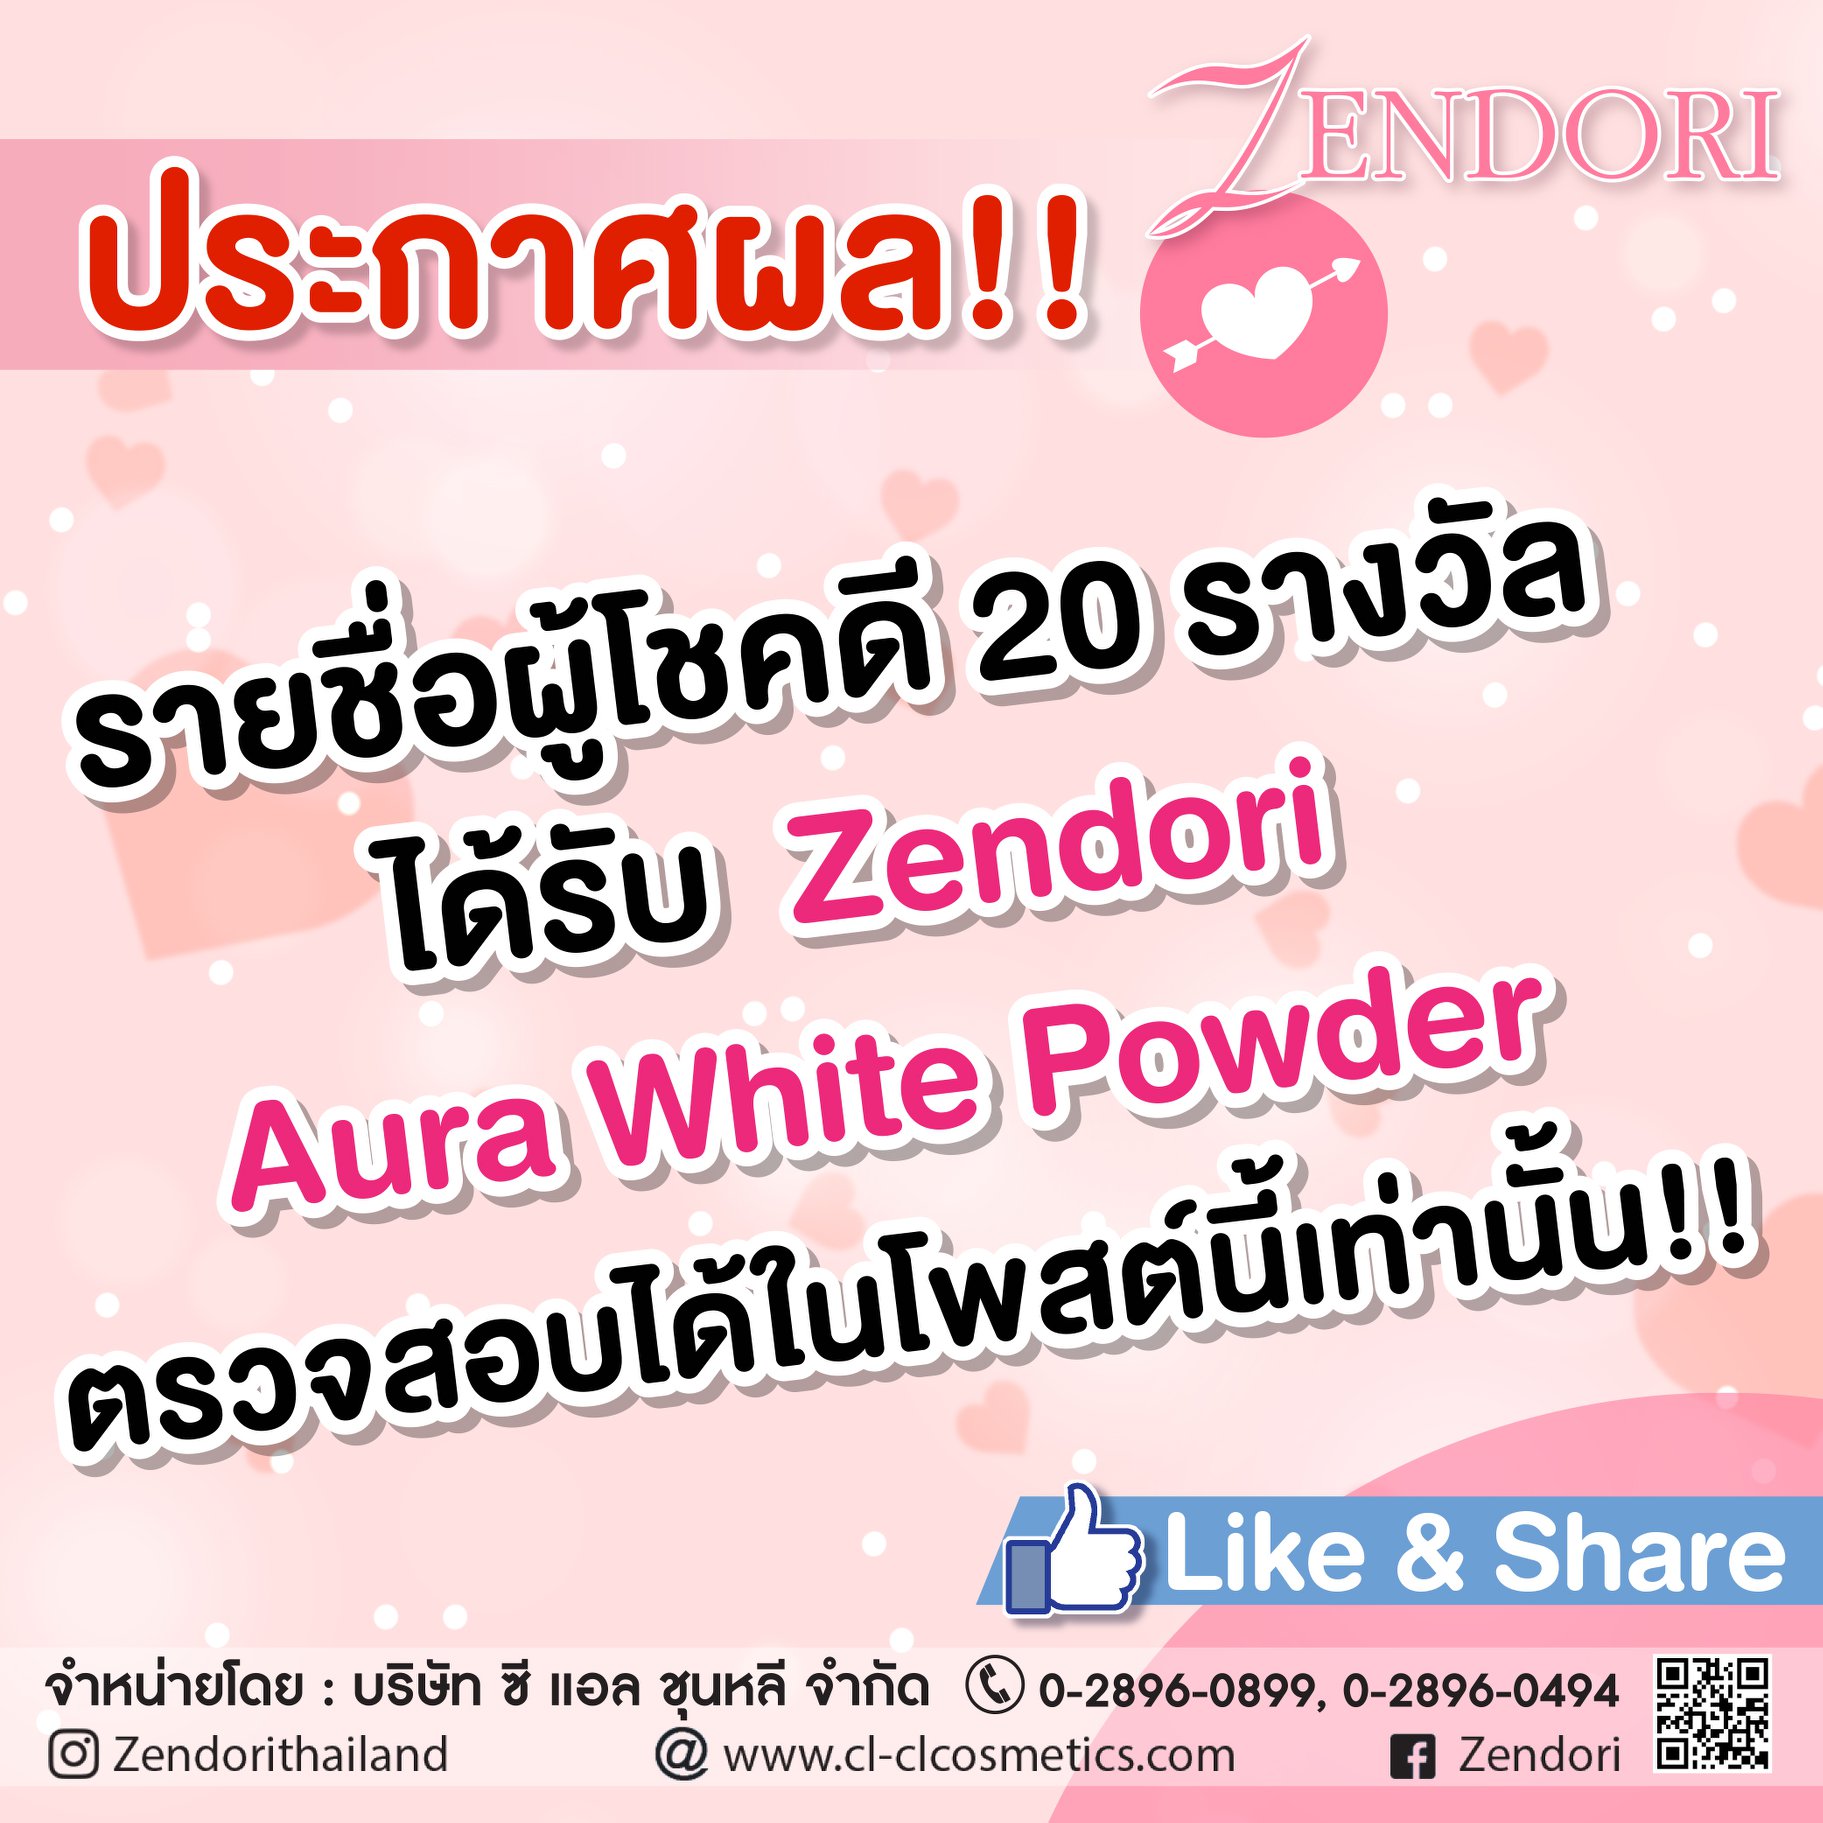 ZENDORI
ประกาศผล!!
รายชื่อผู้โชคดี 20 รางวัล
ได้รับ Zendori
Aura White Powder
ตรวจสอบได้ในโพสต์นี้เท่านั้น!!
Like & Share
จำหน่ายโดย : บริษัท ซี แอล ชุนหลี จำกัด 0-2896-0899, 0-2896-0494
Zendorithailand @ www.cl-clcosmetics.com Zendori